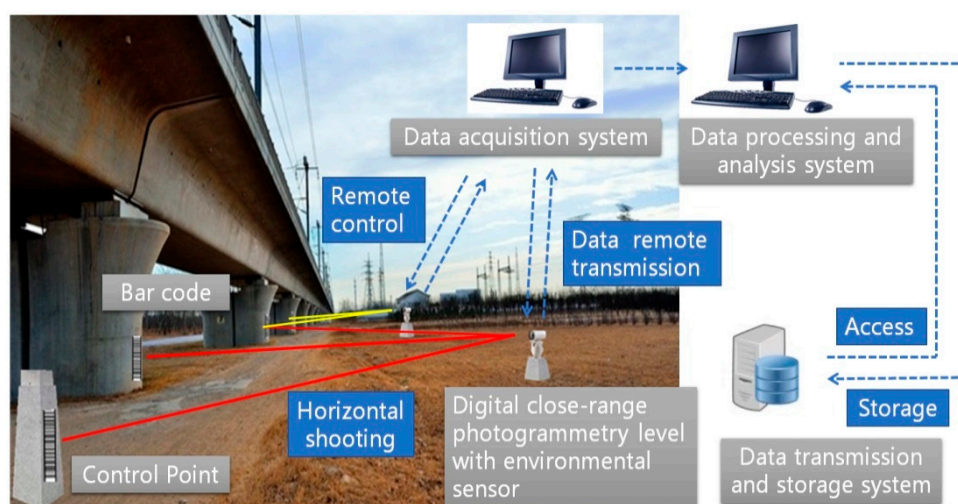 Data acquisition system
Data processing and
analysis system
Remote
control
Data remote
transmission
Bar code
Access
Horizontal
shooting
Digital close-range
photogrammetry level
with environmental
sensor
Storage
Control Point
Data transmission
and storage system